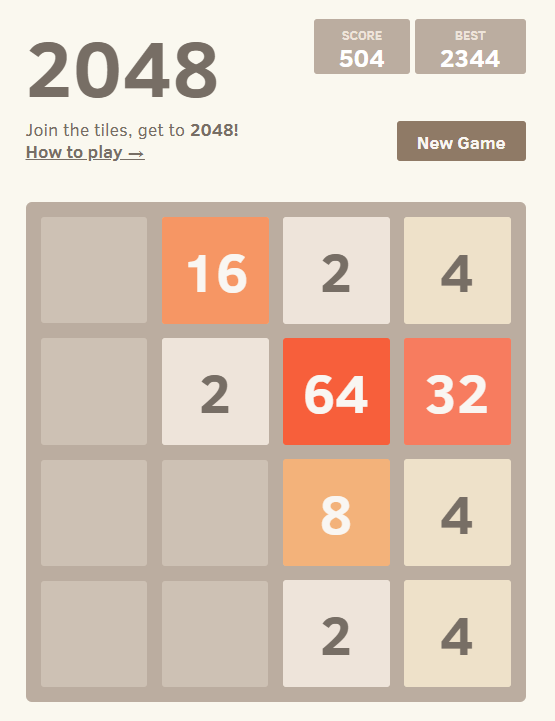 2048
SCORE
504
BEST
2344
Join the tiles, get to 2048!
How to play →
New Game
16 2 4
2 64 32
8 4
2 4